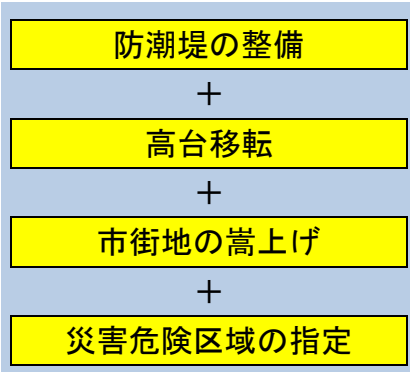 防潮堤の整備
＋
高台移転
＋
市街地の嵩上げ
＋
災害危険区域の指定